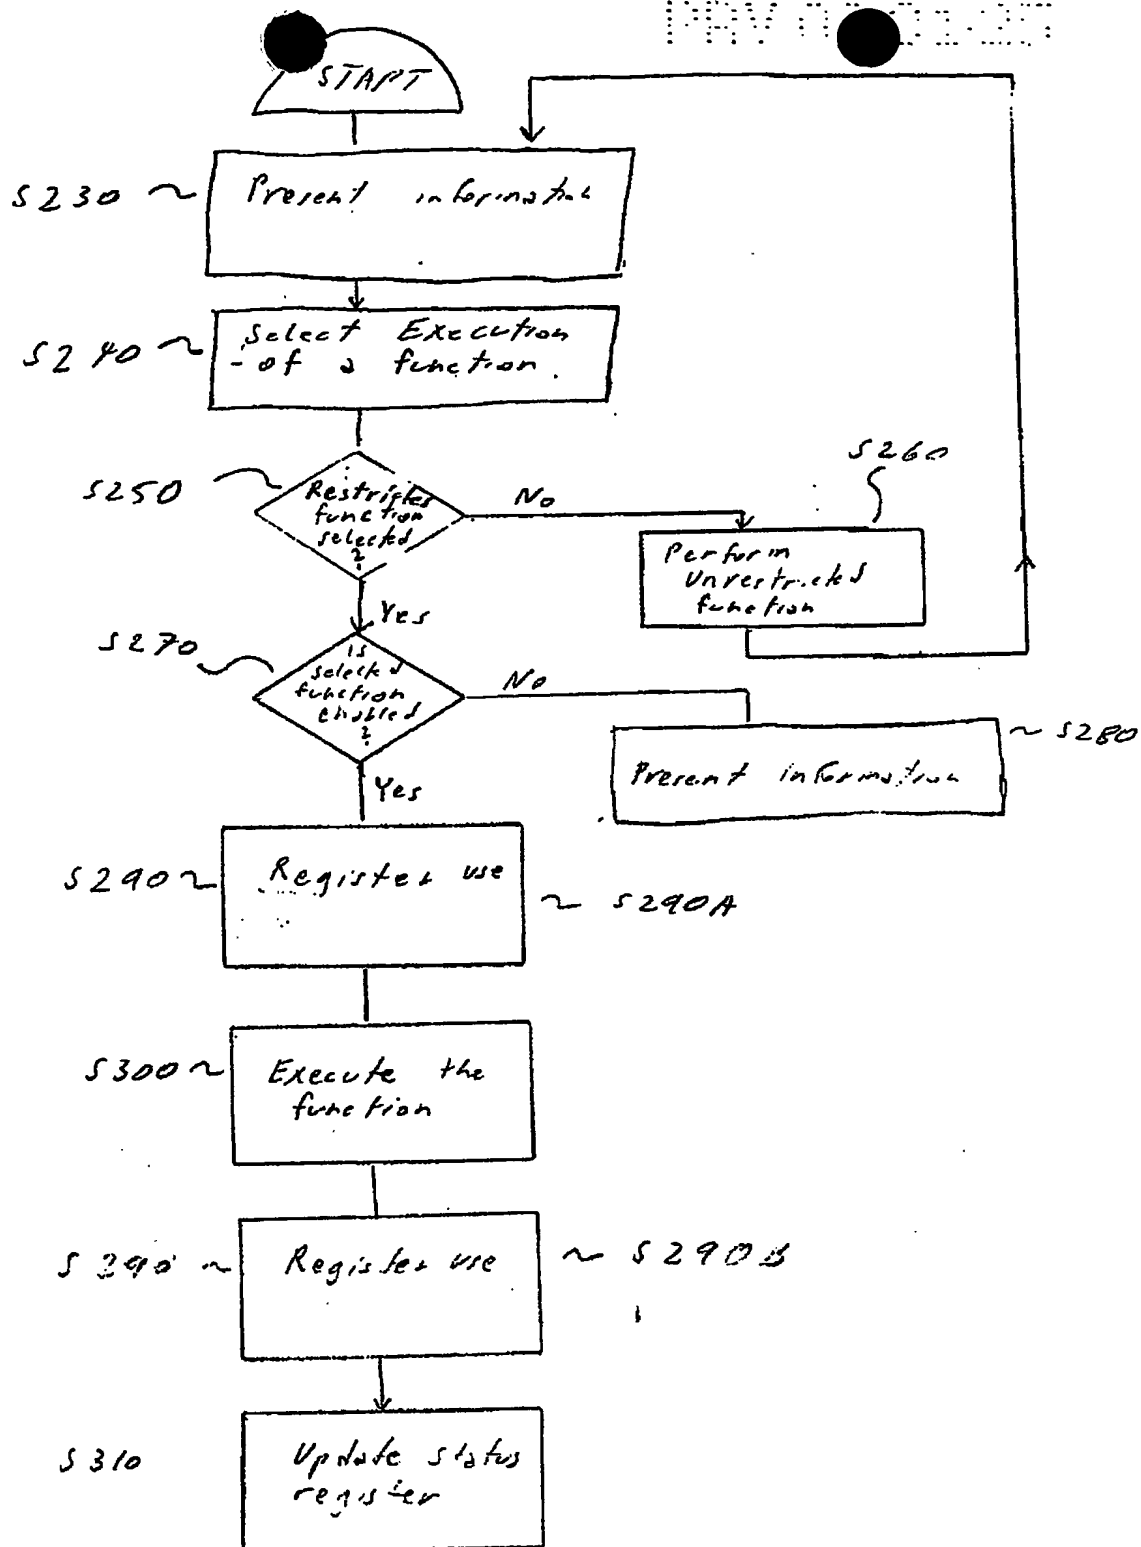 START
S230
Present information
S240
Select Execution
of a function
S250
Restricted
function
selected
?
No
S260
Perform
Unrestricted
function
Yes
S270
is
selected
function
enabled
?
No
S280
Present information
Yes
S290
Register use
S290A
S300
Execute the
function
S290
Register use
S290B
S310
Update status
register